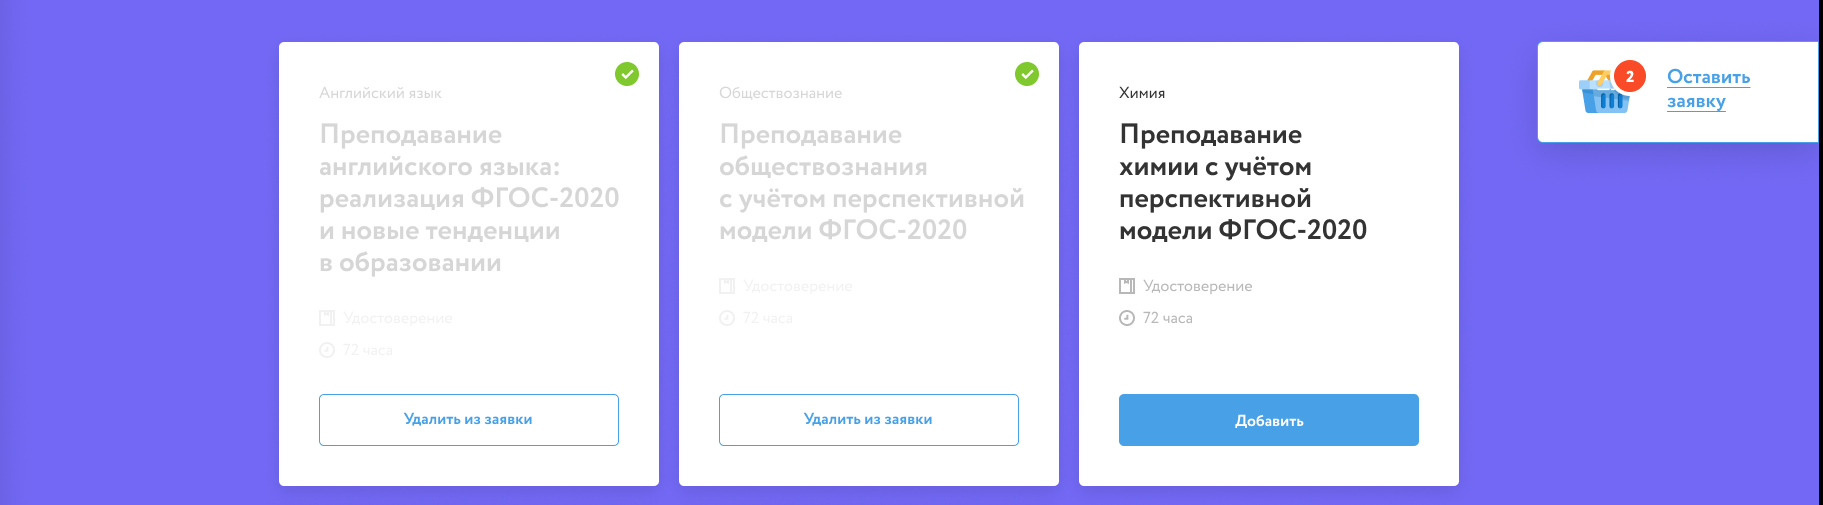 Английский язык
Преподавание
английского языка:
реализация ФГОС-2020
и новые тенденции
в образовании
Удостоверение
72 часа
Удалить из заявки
Обществознание
Преподавание
обществознания
с учётом перспективной
модели ФГОС-2020
Удостоверение
72 часа
Удалить из заявки
Химия
Преподавание
химии с учётом
перспективной
модели ФГОС-2020
Удостоверение
72 часа
Добавить
2
Оставить
заявку